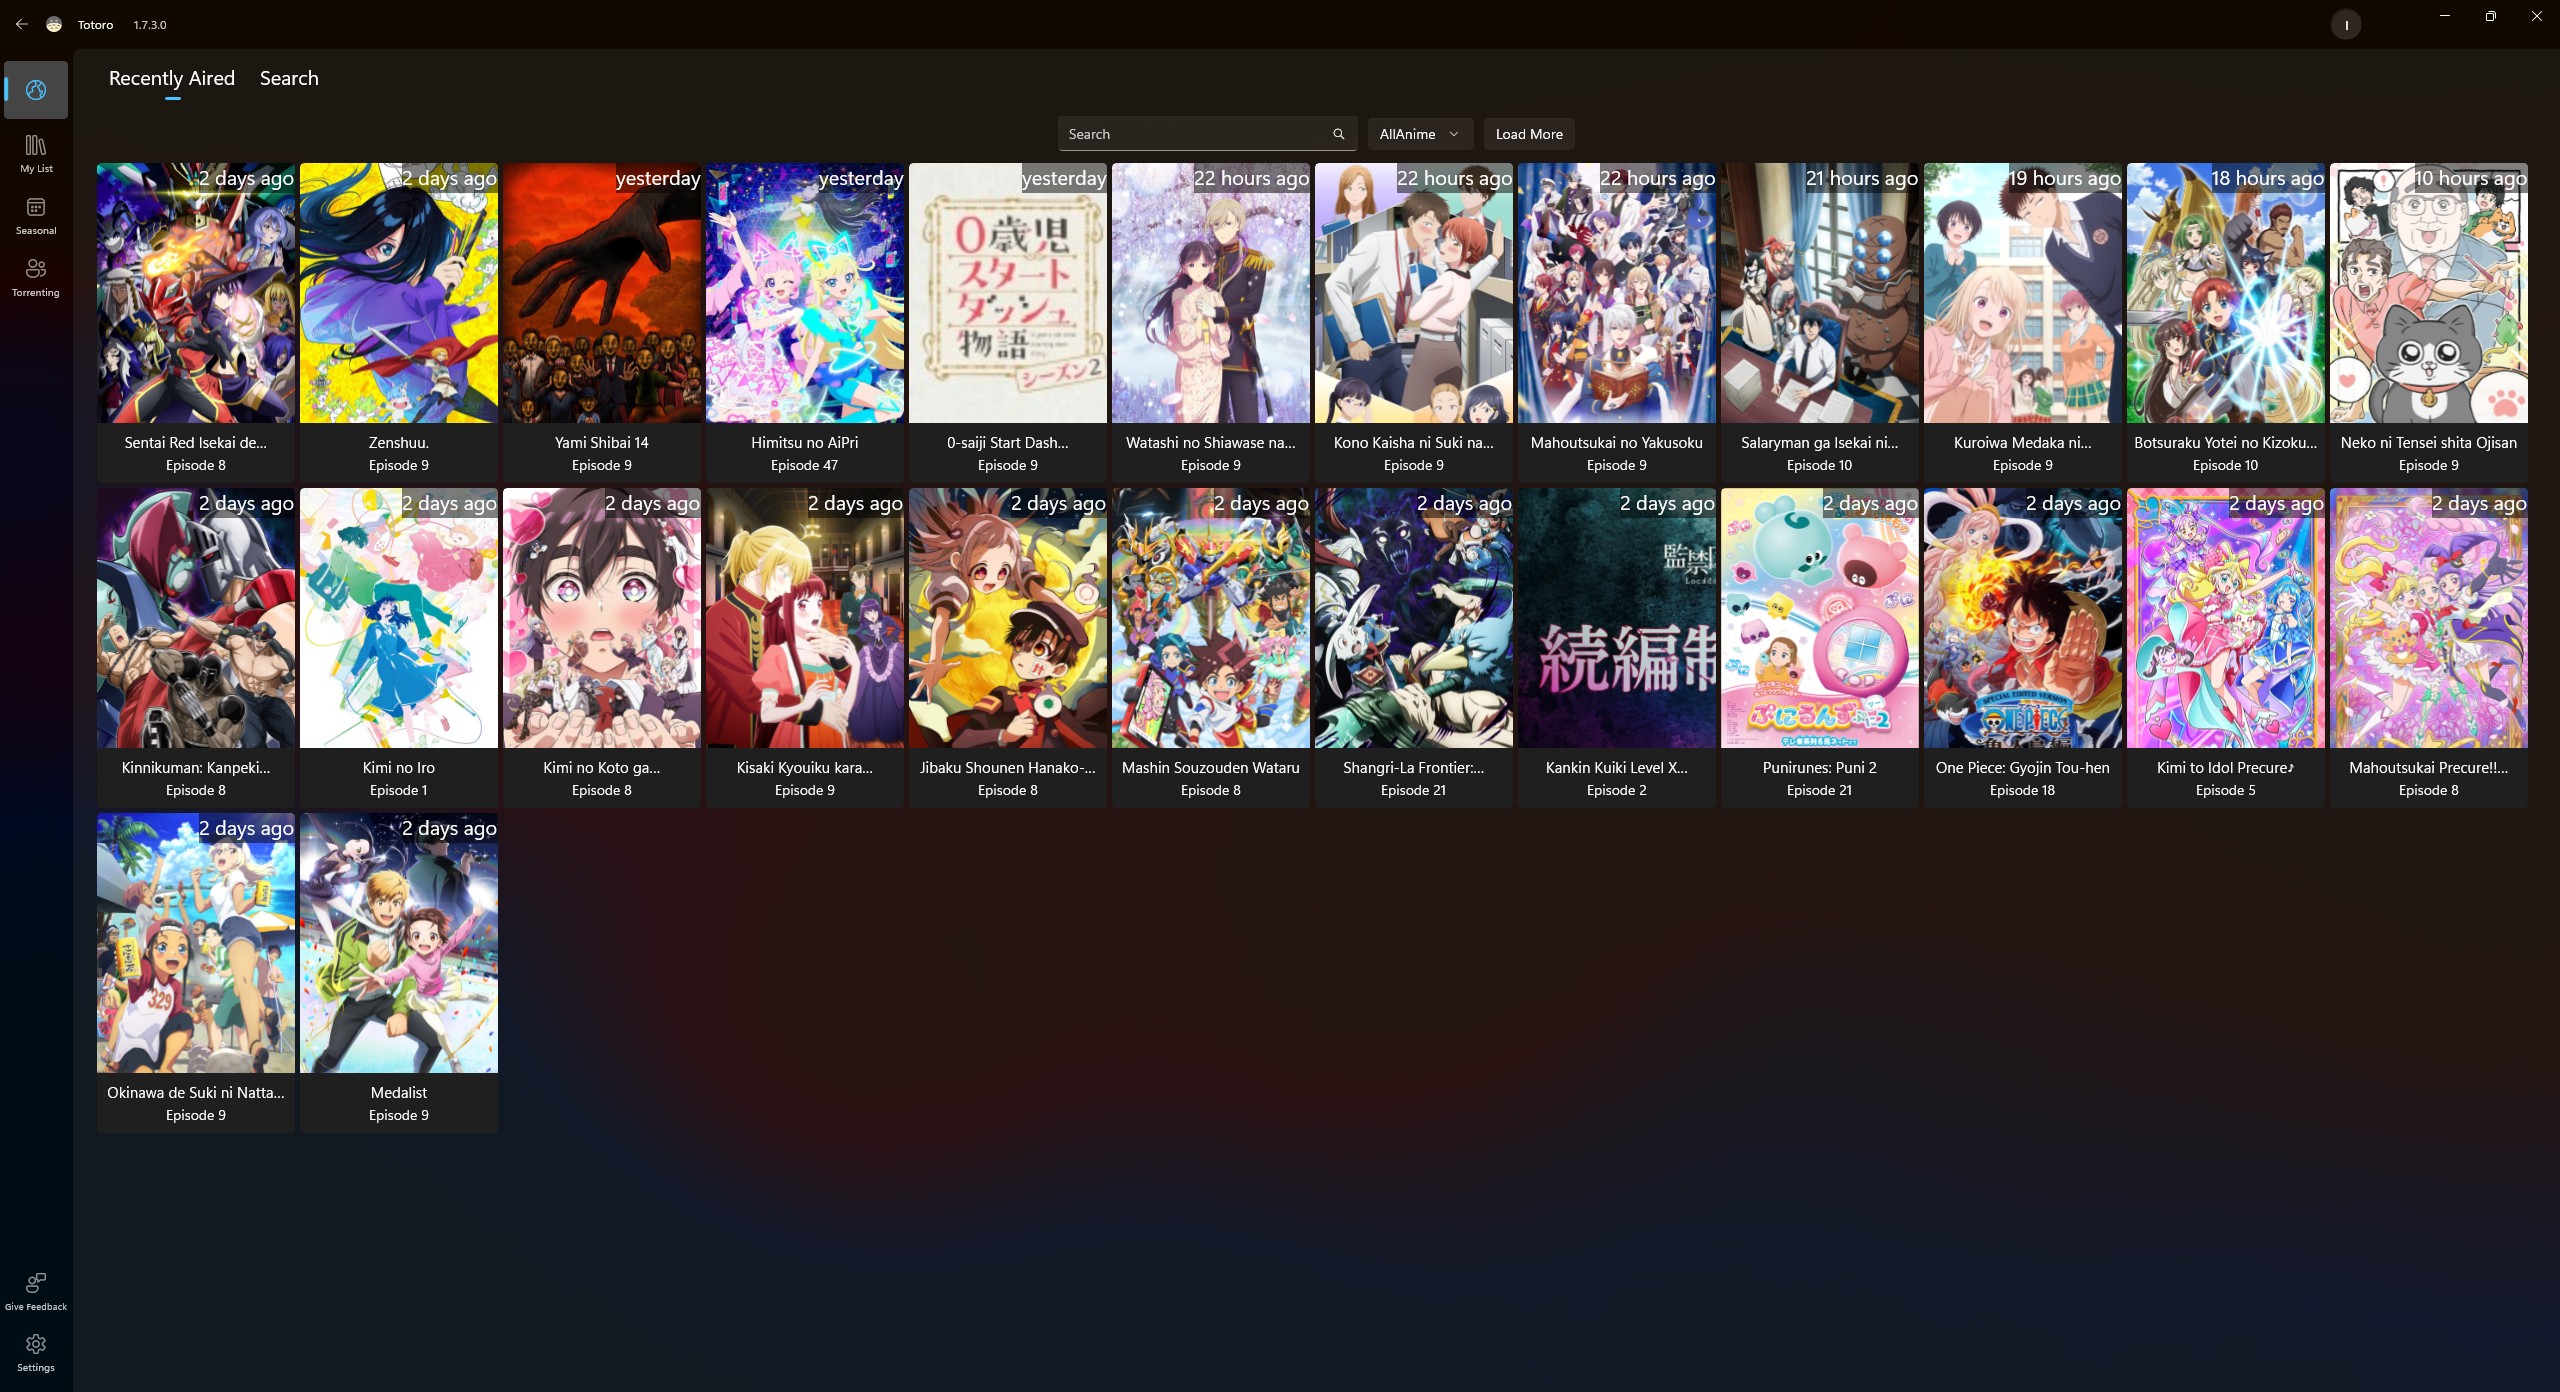 Totoro 1.7.3.0
I
Recently Aired Search
Search AllAnime Load More
My List
Seasonal
Torrenting
Give Feedback
Settings
2 days ago
Sentai Red Isekai de...
Episode 8
2 days ago
Zenshuu.
Episode 9
yesterday
Yami Shibai 14
Episode 9
yesterday
Himitsu no AiPri
Episode 47
yesterday
0歳児
スタート
ダッシュ
物語
シーズン2
0-saiji Start Dash...
Episode 9
22 hours ago
Watashi no Shiawase na...
Episode 9
22 hours ago
Kono Kaisha ni Suki na...
Episode 9
22 hours ago
Mahoutsukai no Yakusoku
Episode 9
21 hours ago
Salaryman ga Isekai ni...
Episode 10
19 hours ago
Kuroiwa Medaka ni...
Episode 9
18 hours ago
Botsuraku Yotei no Kizoku...
Episode 10
10 hours ago
Neko ni Tensei shita Ojisan
Episode 9
2 days ago
Kinnikuman: Kanpeki...
Episode 8
2 days ago
Kimi no Iro
Episode 1
2 days ago
Kimi no Koto ga...
Episode 8
2 days ago
Kisaki Kyouiku kara...
Episode 9
2 days ago
Jibaku Shounen Hanako-...
Episode 8
2 days ago
Mashin Souzouden Wataru
Episode 8
2 days ago
Shangri-La Frontier:...
Episode 21
2 days ago
監禁
続編制
Kankin Kuiki Level X...
Episode 2
2 days ago
ぷにるんず ぷに2
Punirunes: Puni 2
Episode 21
2 days ago
SPECIAL EDITED VERSION
ONE PIECE
One Piece: Gyojin Tou-hen
Episode 18
2 days ago
Kimi to Idol Precure♪
Episode 5
2 days ago
Mahoutsukai Precure!!...
Episode 8
2 days ago
329
Okinawa de Suki ni Natta...
Episode 9
2 days ago
Medalist
Episode 9